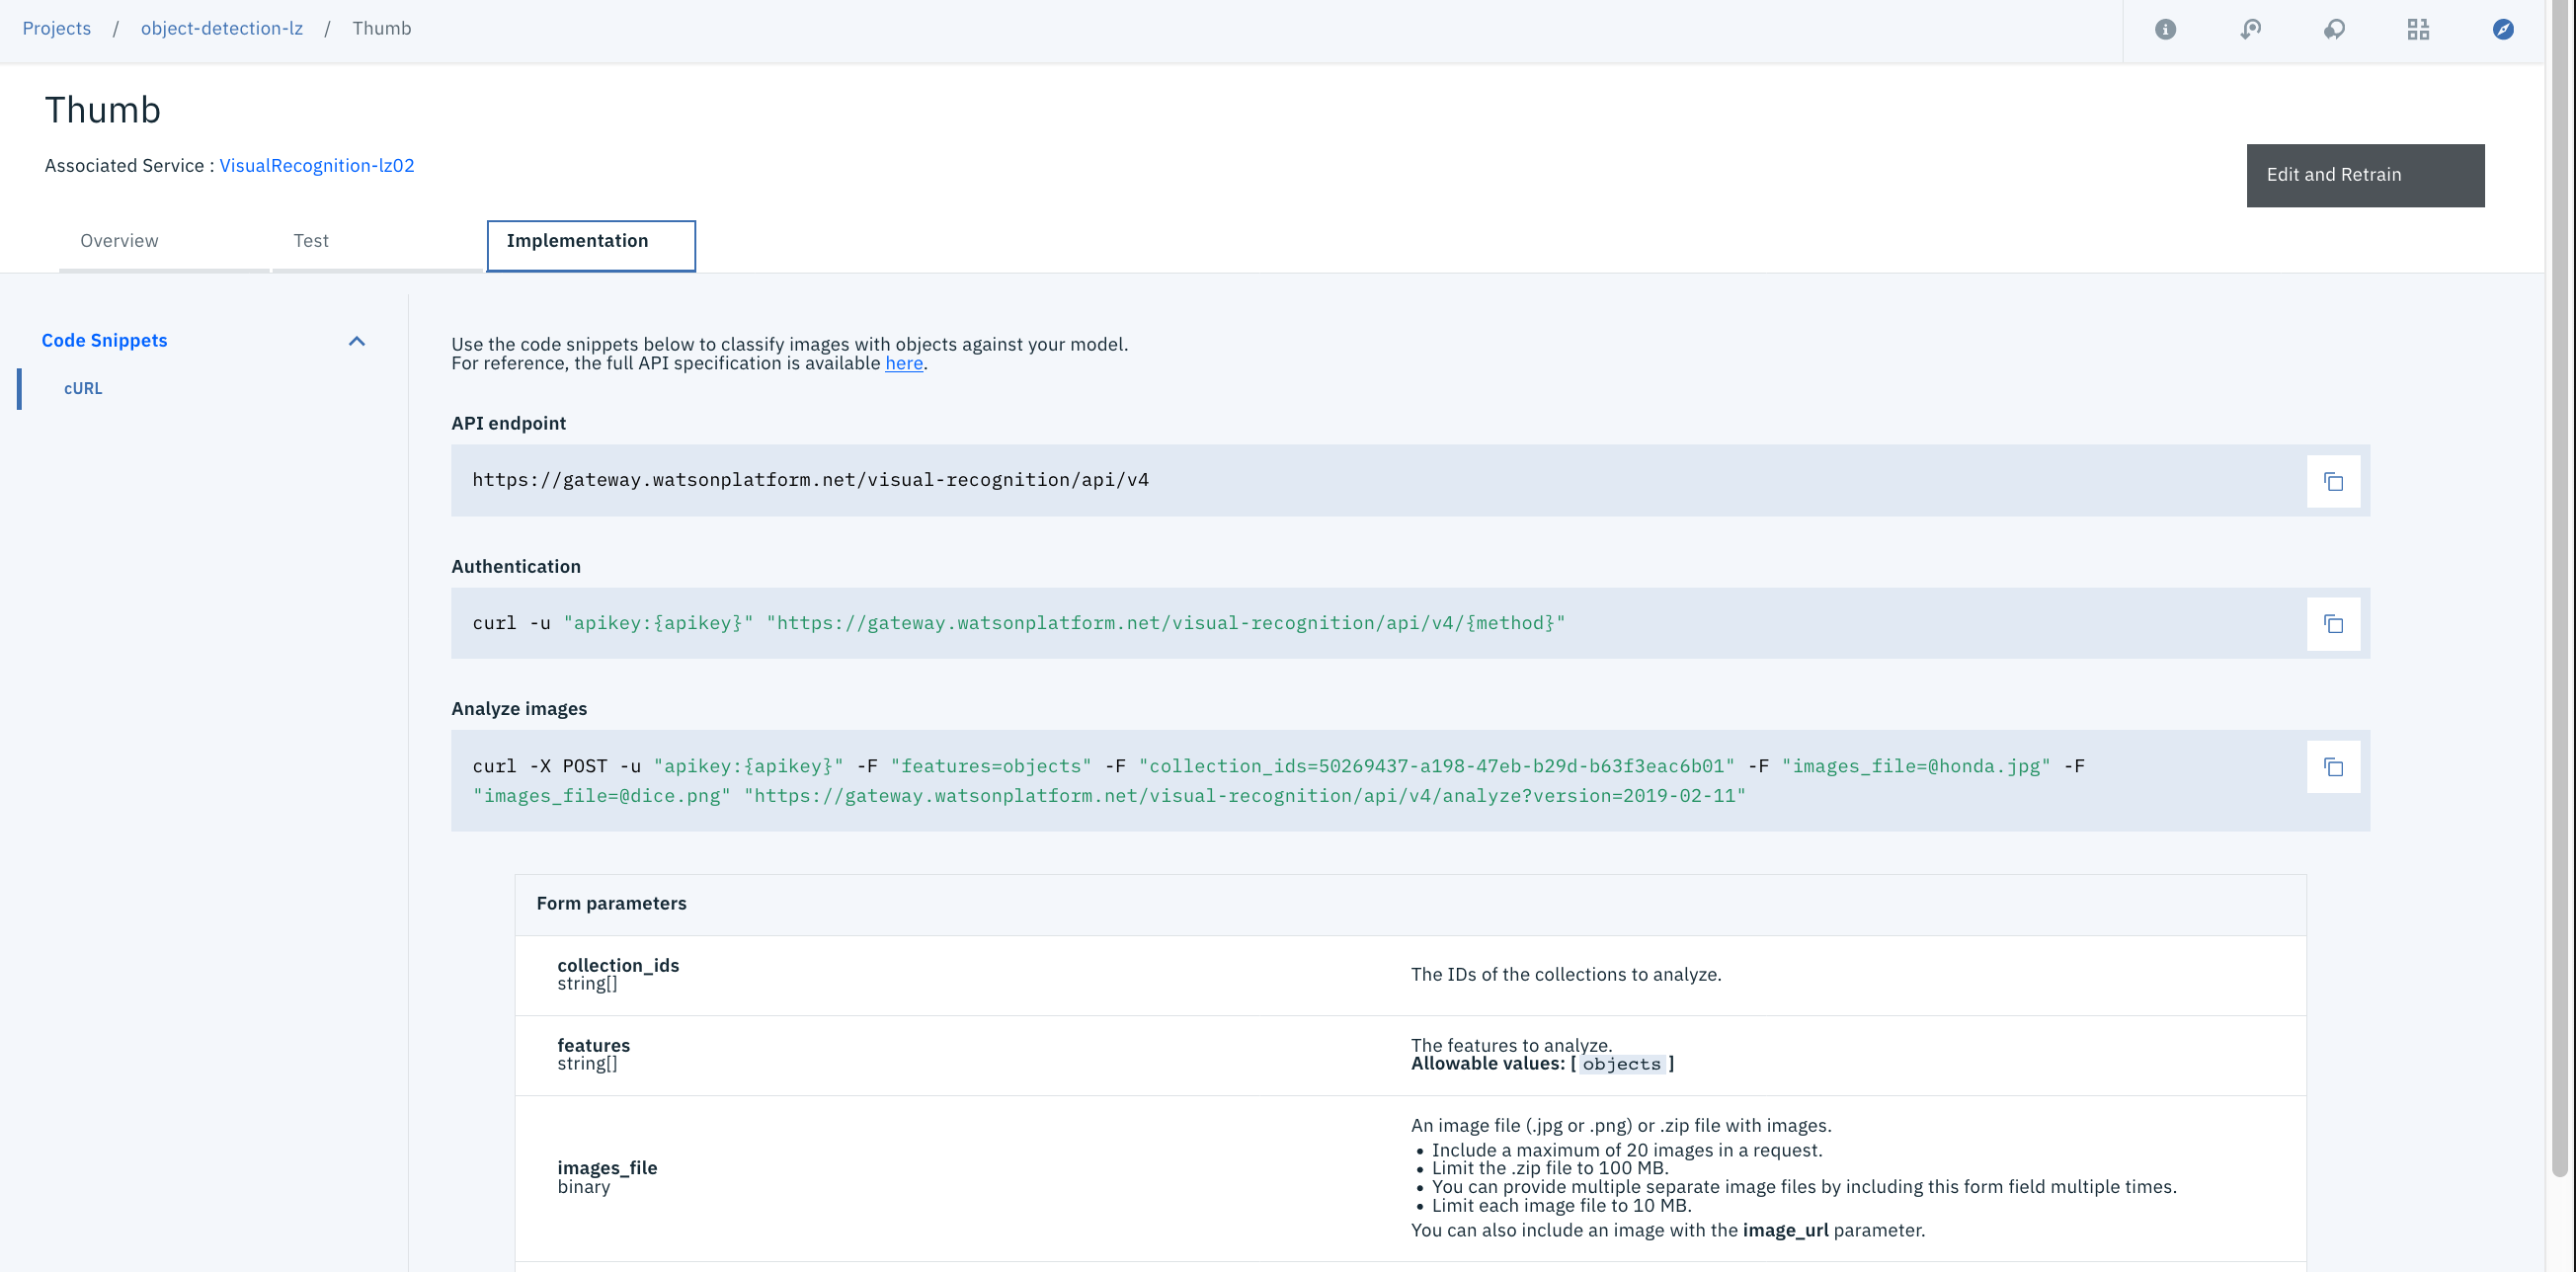 Projects / object-detection-lz / Thumb
Thumb
Associated Service : VisualRecognition-lz02
Edit and Retrain
Overview Test Implementation
Code Snippets
cURL
Use the code snippets below to classify images with objects against your model.
For reference, the full API specification is available here.
API endpoint
https://gateway.watsonplatform.net/visual-recognition/api/v4
Authentication
curl -u "apikey:{apikey}" "https://gateway.watsonplatform.net/visual-recognition/api/v4/{method}"
Analyze images
curl -X POST -u "apikey:{apikey}" -F "features=objects" -F "collection_ids=50269437-a198-47eb-b29d-b63f3eac6b01" -F "images_file=@honda.jpg" -F
"images_file=@dice.png" "https://gateway.watsonplatform.net/visual-recognition/api/v4/analyze?version=2019-02-11"
Form parameters
collection_ids
string[]
The IDs of the collections to analyze.
features
string[]
The features to analyze.
Allowable values: [ objects ]
images_file
binary
An image file (.jpg or .png) or .zip file with images.
• Include a maximum of 20 images in a request.
• Limit the .zip file to 100 MB.
• You can provide multiple separate image files by including this form field multiple times.
• Limit each image file to 10 MB.
You can also include an image with the image_url parameter.